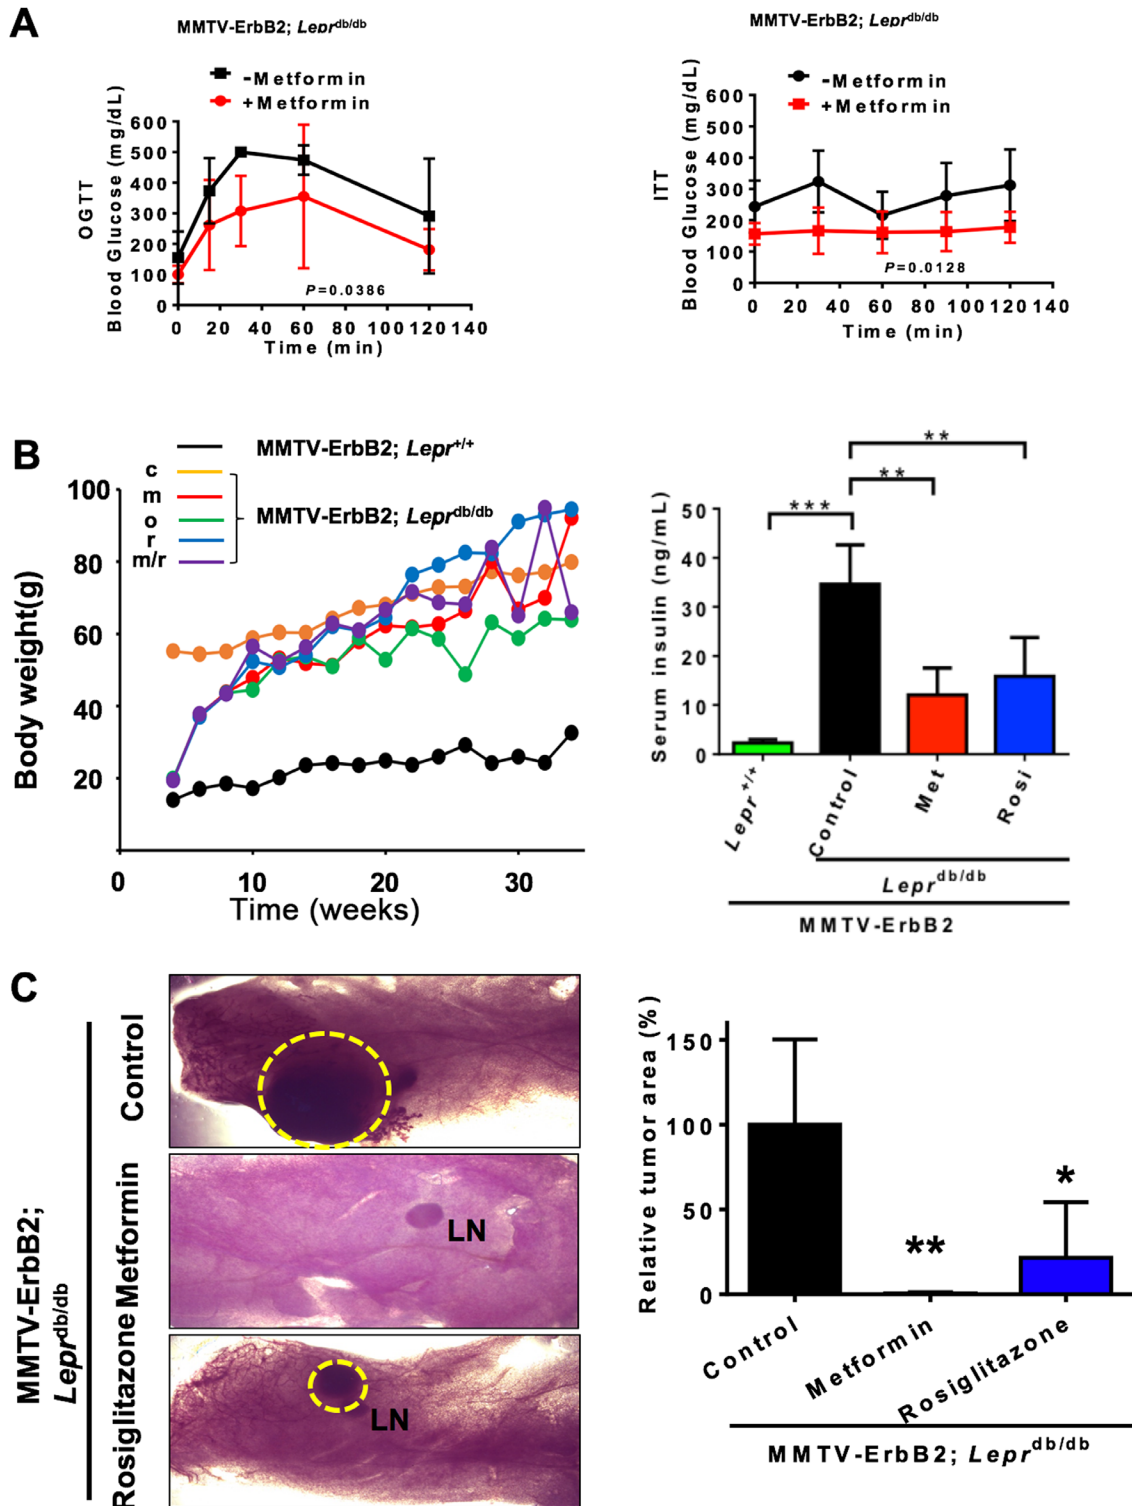 A
MMTV-ErbB2; Lepr^db/db
-Metformin
+Metformin
OGTT
Blood Glucose (mg/dL)
600
500
400
300
200
100
0
P=0.0386
0 20 40 60 80 100 120 140
Time (min)
MMTV-ErbB2; Lepr^db/db
-Metformin
+Metformin
ITT
Blood Glucose (mg/dL)
600
500
400
300
200
100
0
P=0.0128
0 20 40 60 80 100 120 140
Time (min)
B
MMTV-ErbB2; Lepr^+/+
c
m
o
r
m/r
MMTV-ErbB2; Lepr^db/db
Body weight(g)
100
80
60
40
20
0 10 20 30
Time (weeks)
**
**
***
Serum insulin (ng/mL)
50
40
30
20
10
0
Lepr^+/+
Control
Met
Rosi
Lepr^db/db
MMTV-ErbB2
C
MMTV-ErbB2;
Lepr^db/db
Control
Metformin
LN
Rosiglitazone
LN
Relative tumor area (%)
150
100
50
0
**
*
Control
Metformin
Rosiglitazone
MMTV-ErbB2; Lepr^db/db